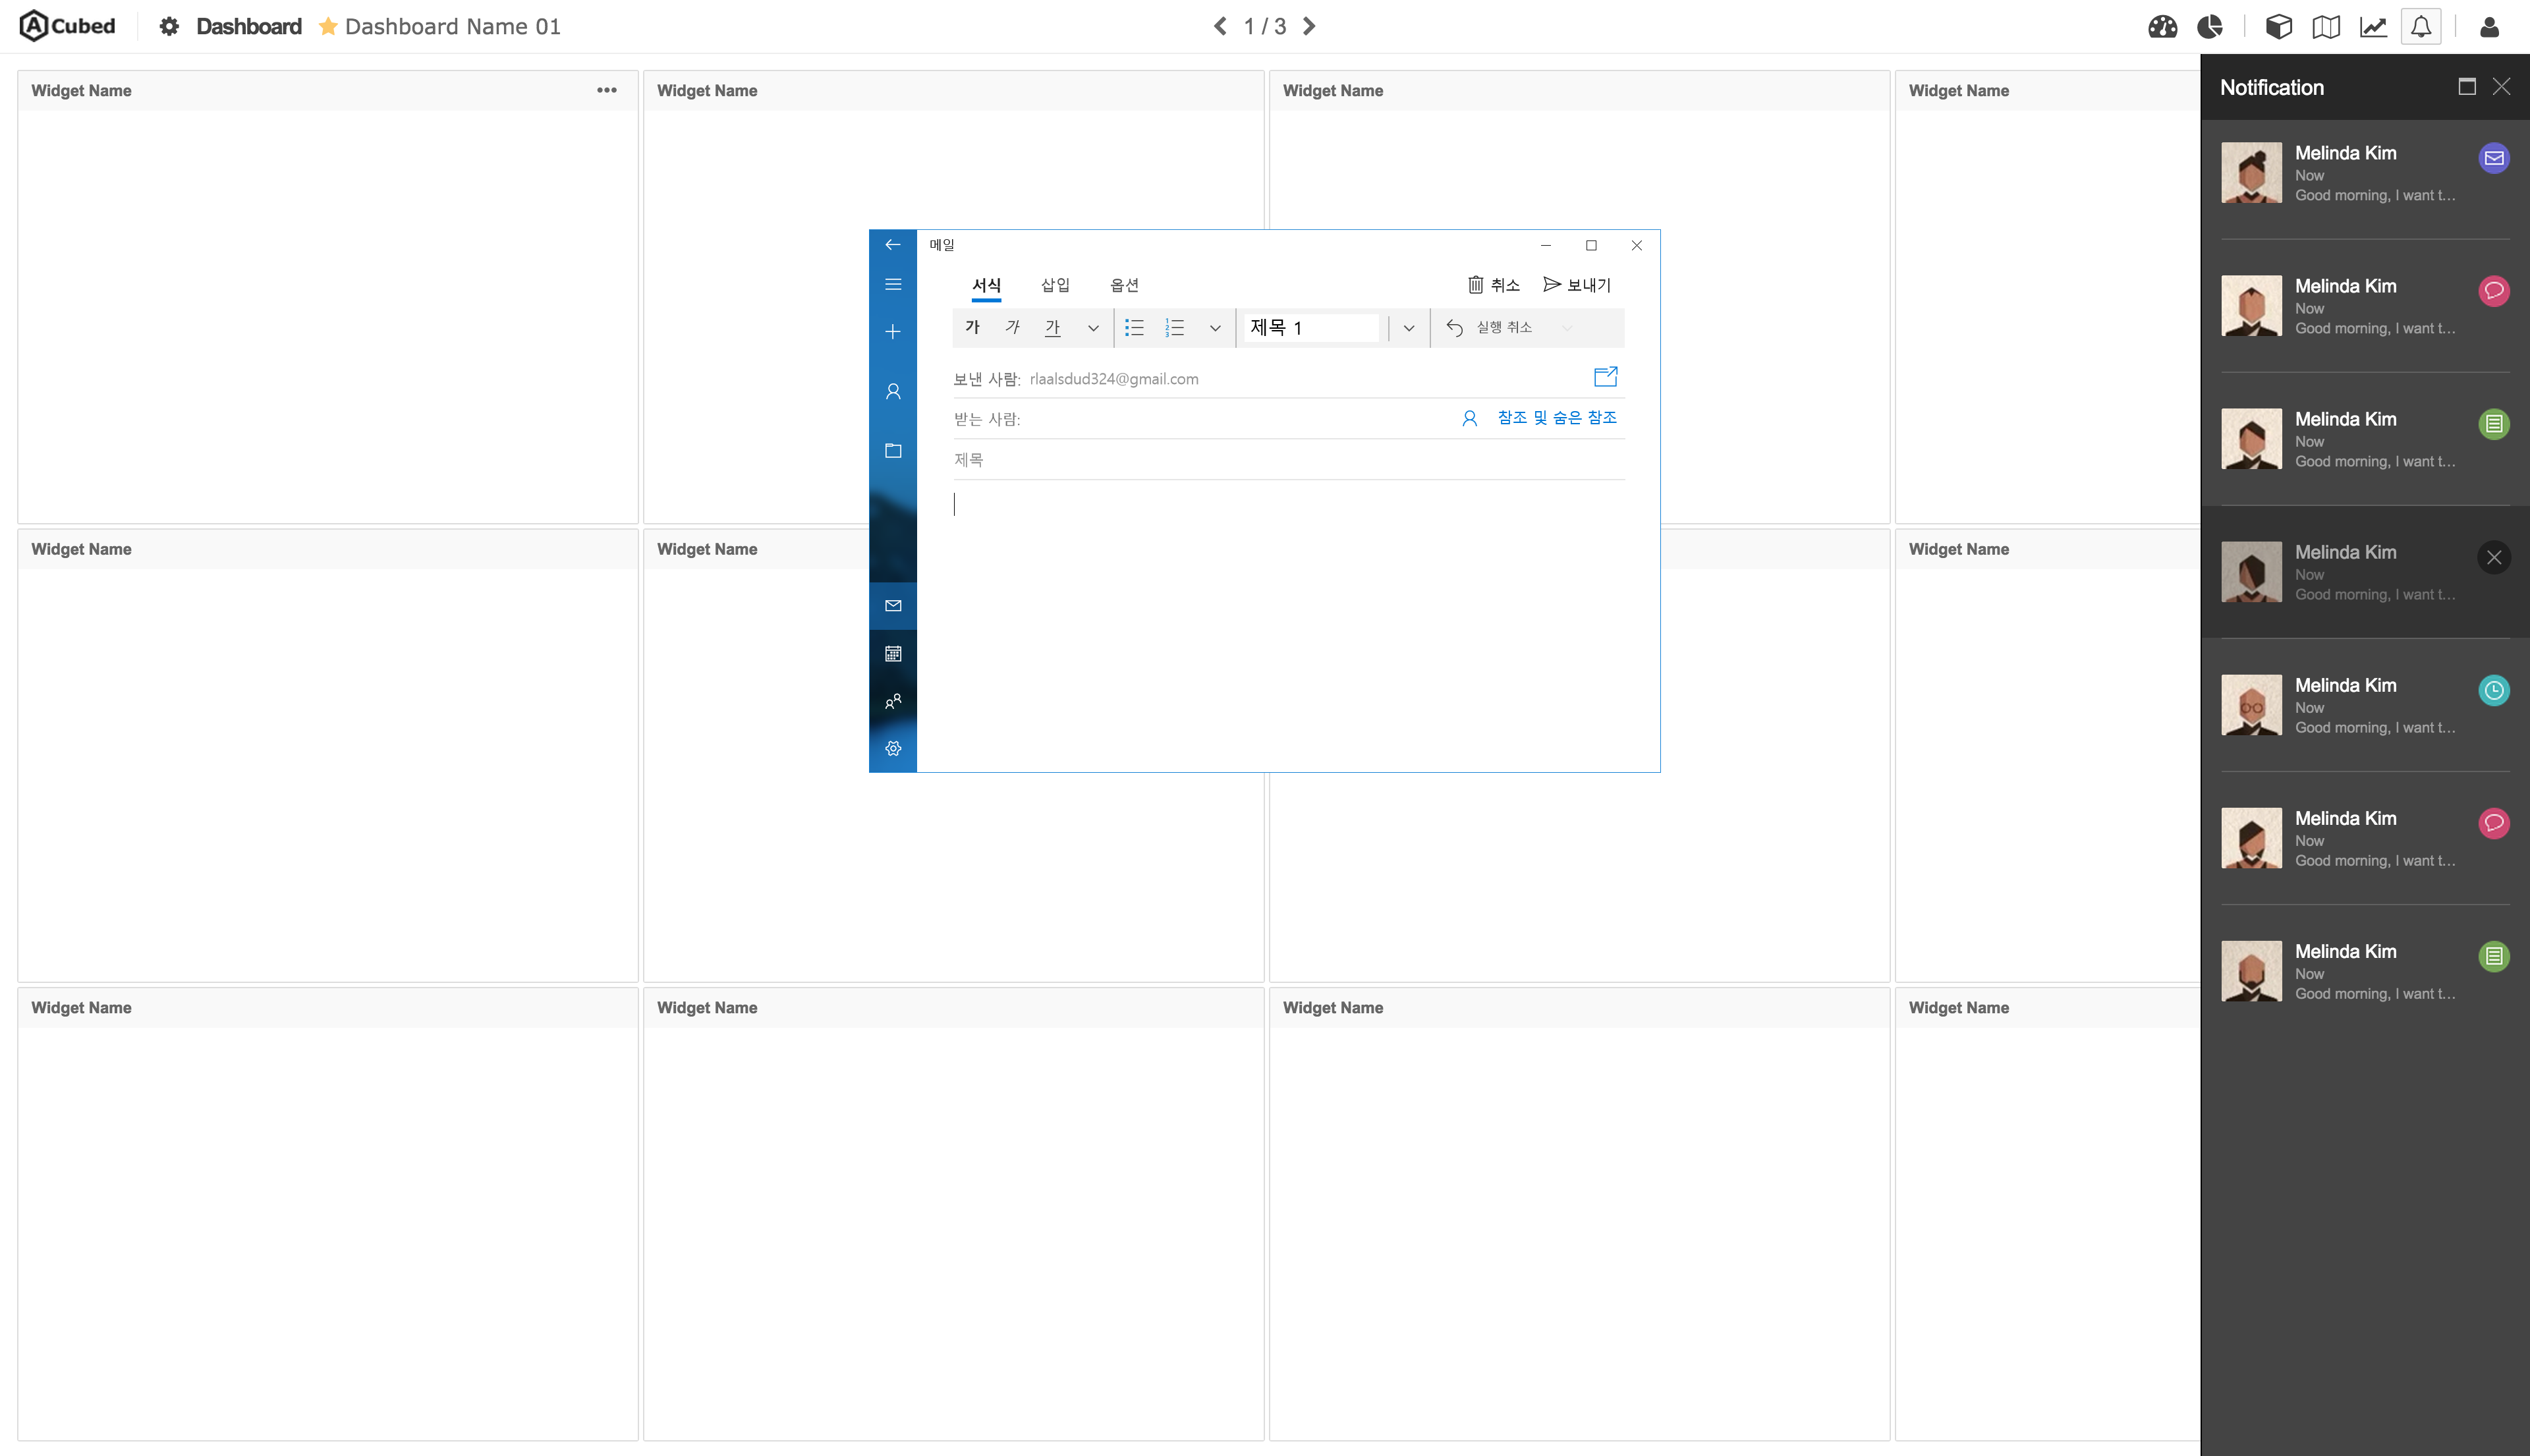 A Cubed
Dashboard
Dashboard Name 01
1 / 3
Widget Name
Widget Name
Widget Name
Widget Name
메일
서식
삽입
옵션
취소
보내기
가
가
가
제목 1
실행 취소
보낸 사람: rlaalsdud324@gmail.com
받는 사람:
참조 및 숨은 참조
제목
Widget Name
Widget Name
Widget Name
Widget Name
Widget Name
Widget Name
Widget Name
Notification
Melinda Kim
Now
Good morning, I want t...
Melinda Kim
Now
Good morning, I want t...
Melinda Kim
Now
Good morning, I want t...
Melinda Kim
Now
Good morning, I want t...
Melinda Kim
Now
Good morning, I want t...
Melinda Kim
Now
Good morning, I want t...
Melinda Kim
Now
Good morning, I want t...